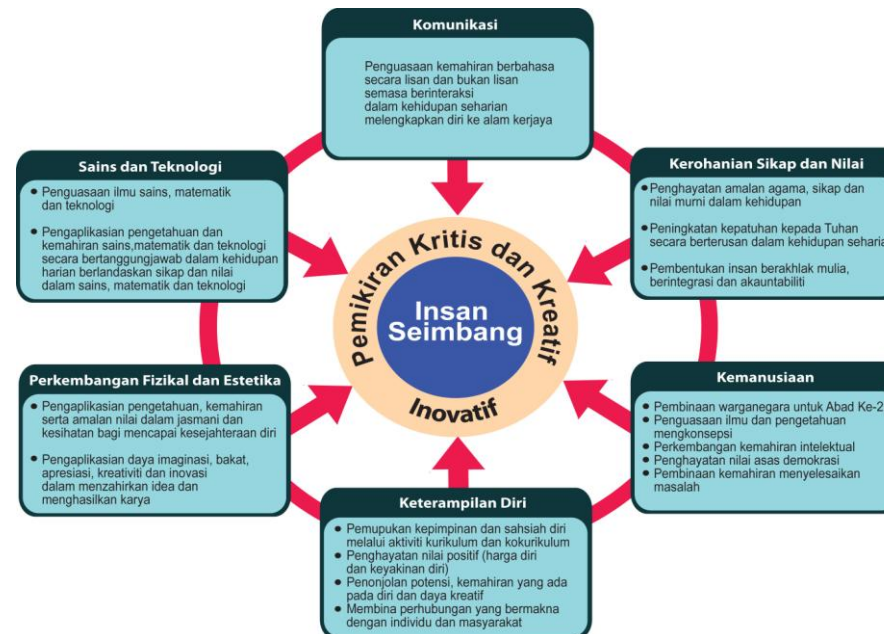 Komunikasi
Penguasaan kemahiran berbahasa
secara lisan dan bukan lisan
semasa berinteraksi
dalam kehidupan seharian
melengkapkan diri ke alam kerjaya
Sains dan Teknologi
● Penguasaan ilmu sains, matematik
dan teknologi
● Pengaplikasian pengetahuan dan
kemahiran sains,matematik dan teknologi
secara bertanggungjawab dalam kehidupan
harian berlandaskan sikap dan nilai
dalam sains, matematik dan teknologi
Kerohanian Sikap dan Nilai
● Penghayatan amalan agama, sikap dan
nilai murni dalam kehidupan
● Peningkatan kepatuhan kepada Tuhan
secara berterusan dalam kehidupan seharia
● Pembentukan insan berakhlak mulia,
berintegrasi dan akauntabiliti
Pemikiran Kritis dan Kreatif
Insan
Seimbang
Inovatif
Perkembangan Fizikal dan Estetika
● Pengaplikasian pengetahuan, kemahiran
serta amalan nilai dalam jasmani dan
kesihatan bagi mencapai kesejahteraan diri
● Pengaplikasian daya imaginasi, bakat,
apresiasi, kreativiti dan inovasi
dalam menzahirkan idea dan
menghasilkan karya
Kemanusiaan
● Pembinaan warganegara untuk Abad Ke-2
● Penguasaan ilmu dan pengetahuan
mengkonsepsi
● Perkembangan kemahiran intelektual
● Penghayatan nilai asas demokrasi
● Pembinaan kemahiran menyelesaikan
masalah
Keterampilan Diri
● Pemupukan kepimpinan dan sahsiah diri
melalui aktiviti kurikulum dan kokurikulum
● Penghayatan nilai positif (harga diri
dan keyakinan diri)
● Penonjolan potensi, kemahiran yang ada
pada diri dan daya kreatif
● Membina perhubungan yang bermakna
dengan individu dan masyarakat